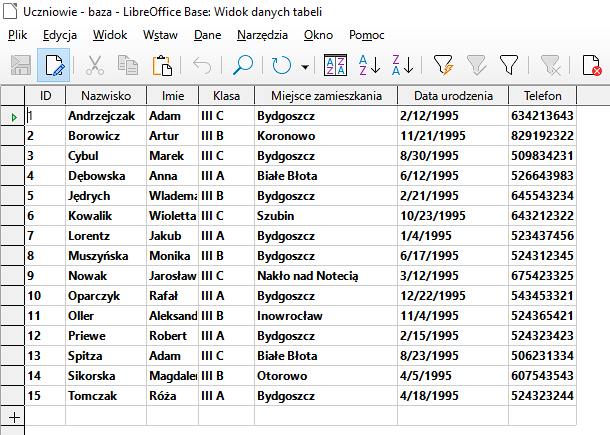 Uczniowie - baza - LibreOffice Base: Widok danych tabeli
Plik Edycja Widok Wstaw Dane Narzędzia Okno Pomoc
ID Nazwisko Imie Klasa Miejsce zamieszkania Data urodzenia Telefon
1 Andrzejczak Adam III C Bydgoszcz 2/12/1995 634213643
2 Borowicz Artur III B Koronowo 11/21/1995 829192322
3 Cybul Marek III C Bydgoszcz 8/30/1995 509834231
4 Dębowska Anna III A Białe Błota 6/12/1995 526643983
5 Jędrych Wladema III B Bydgoszcz 2/21/1995 645543234
6 Kowalik Wioletta III C Szubin 10/23/1995 643212322
7 Lorentz Jakub III A Bydgoszcz 1/4/1995 523437456
8 Muszyńska Monika III B Bydgoszcz 6/17/1995 524312345
9 Nowak Jarosław III C Nakło nad Notecią 3/12/1995 675423325
10 Oparczyk Rafał III A Bydgoszcz 12/22/1995 543453321
11 Oller Aleksand III B Inowrocław 11/4/1995 524365421
12 Priewe Robert III A Bydgoszcz 2/15/1995 524323423
13 Spitza Adam III C Białe Błota 8/23/1995 506231334
14 Sikorska Magdalen III B Otorowo 4/5/1995 607543543
15 Tomczak Róża III A Bydgoszcz 4/18/1995 524323244